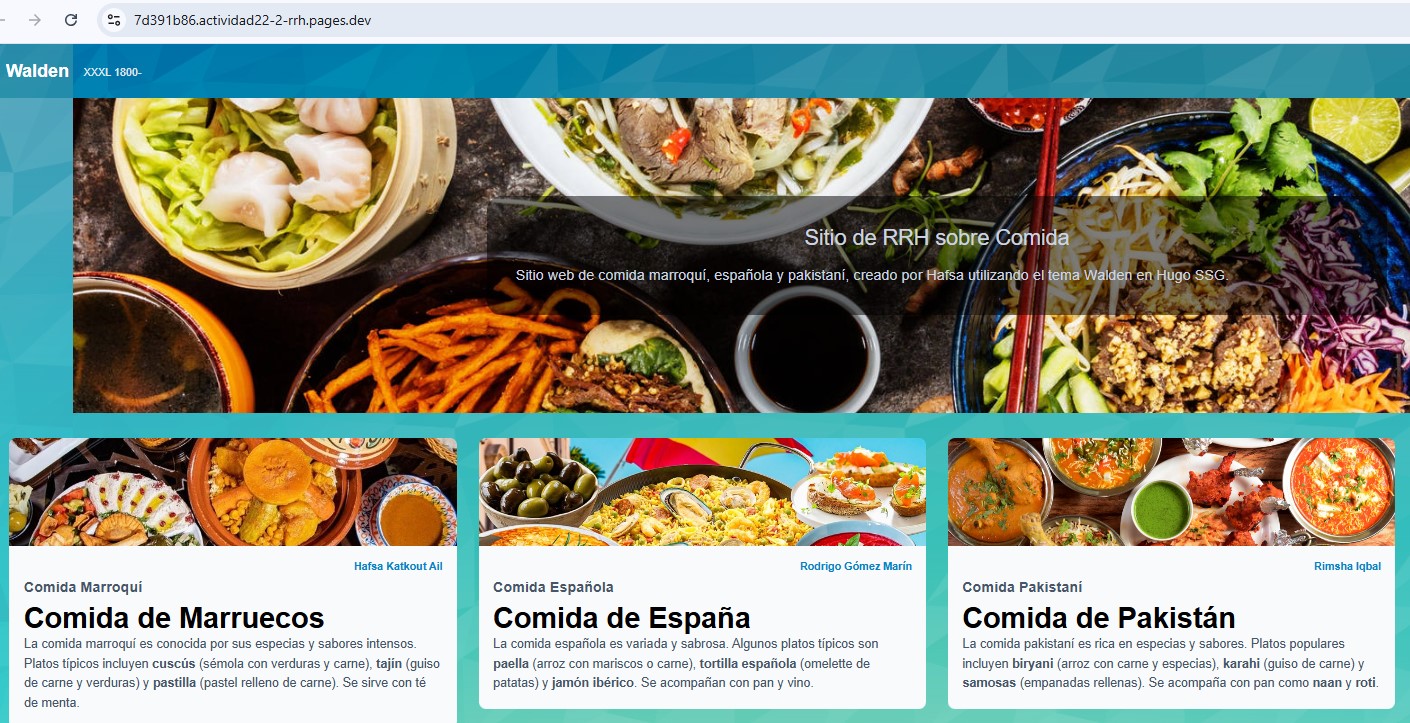 7d391b86.actividad22-2-rrh.pages.dev
Walden XXXL 1800-
Sitio de RRH sobre Comida
Sitio web de comida marroquí, española y pakistaní, creado por Hafsa utilizando el tema Walden en Hugo SSG.
Hafsa Katkout Ail
Comida Marroquí
Comida de Marruecos
La comida marroquí es conocida por sus especias y sabores intensos.
Platos típicos incluyen cuscús (sémola con verduras y carne), tajín (guiso
de carne y verduras) y pastilla (pastel relleno de carne). Se sirve con té
de menta.
Rodrigo Gómez Marín
Comida Española
Comida de España
La comida española es variada y sabrosa. Algunos platos típicos son
paella (arroz con mariscos o carne), tortilla española (omelette de
patatas) y jamón ibérico. Se acompañan con pan y vino.
Rimsha Iqbal
Comida Pakistaní
Comida de Pakistán
La comida pakistaní es rica en especias y sabores. Platos populares
incluyen biryani (arroz con carne y especias), karahi (guiso de carne) y
samosas (empanadas rellenas). Se acompaña con pan como naan y roti.